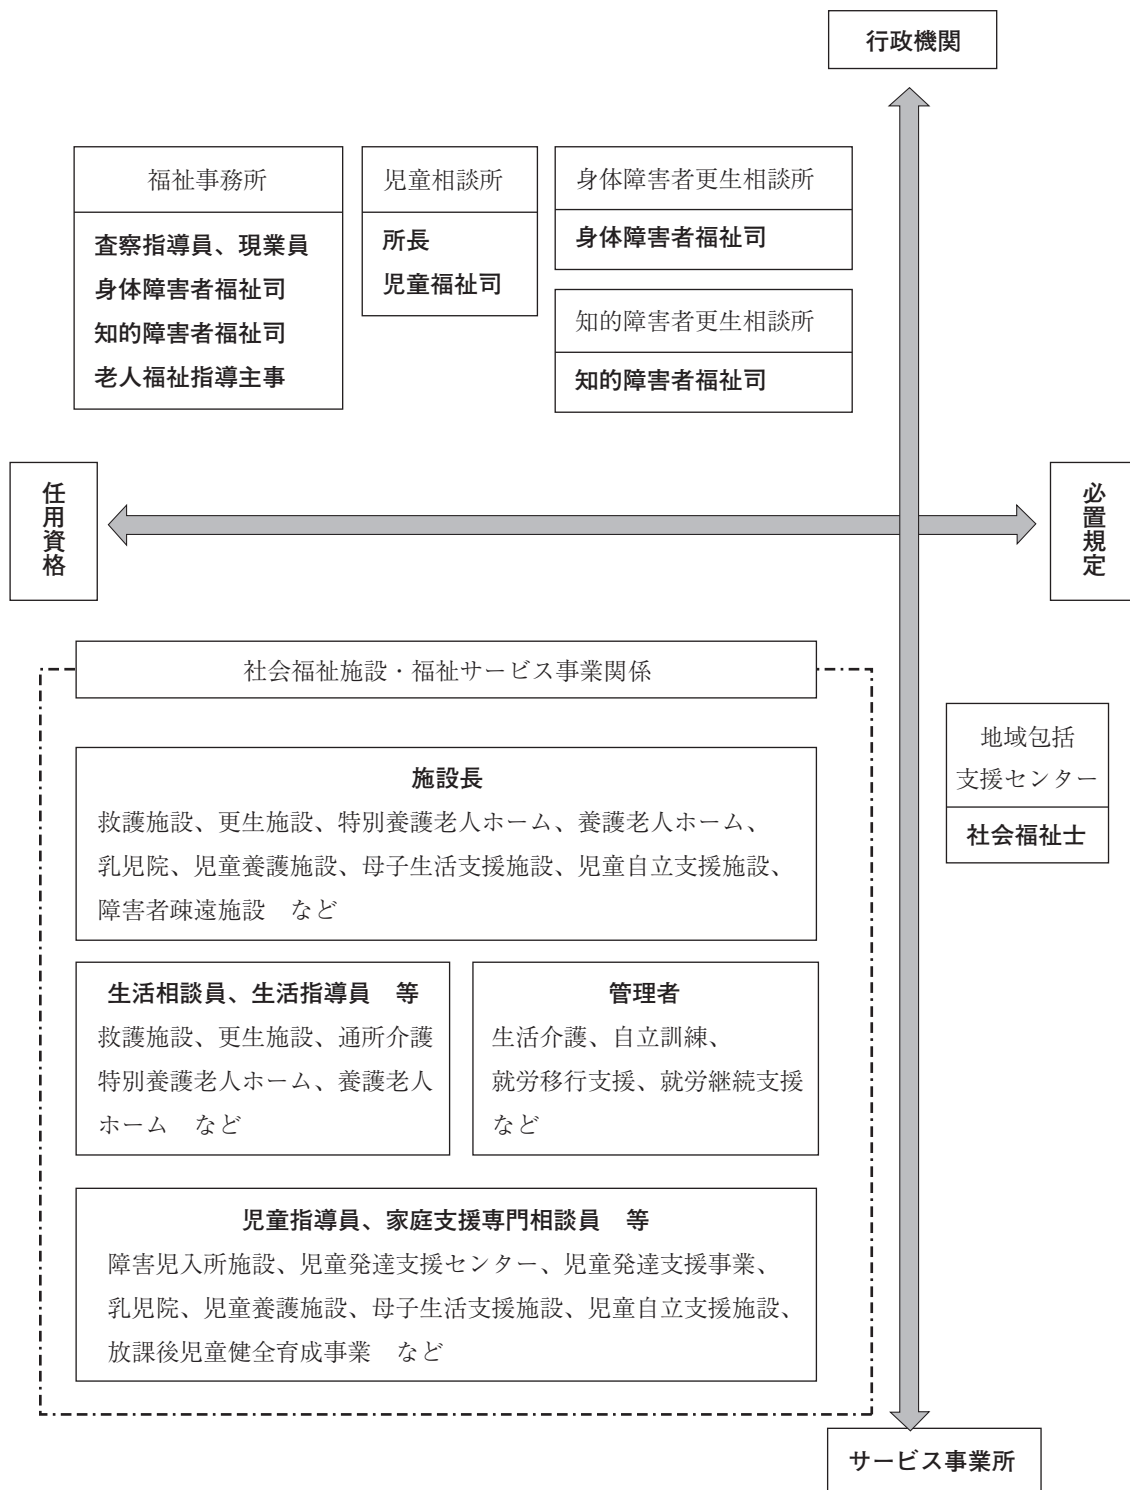 行政機関
福祉事務所
査察指導員、現業員
身体障害者福祉司
知的障害者福祉司
老人福祉指導主事
児童相談所
所長
児童福祉司
身体障害者更生相談所
身体障害者福祉司
知的障害者更生相談所
知的障害者福祉司
任用資格
必置規定
社会福祉施設・福祉サービス事業関係
施設長
救護施設、更生施設、特別養護老人ホーム、養護老人ホーム、
乳児院、児童養護施設、母子生活支援施設、児童自立支援施設、
障害者疎遠施設　など
生活相談員、生活指導員　等
救護施設、更生施設、通所介護
特別養護老人ホーム、養護老人
ホーム　など
管理者
生活介護、自立訓練、
就労移行支援、就労継続支援
など
児童指導員、家庭支援専門相談員　等
障害児入所施設、児童発達支援センター、児童発達支援事業、
乳児院、児童養護施設、母子生活支援施設、児童自立支援施設、
放課後児童健全育成事業　など
地域包括
支援センター
社会福祉士
サービス事業所